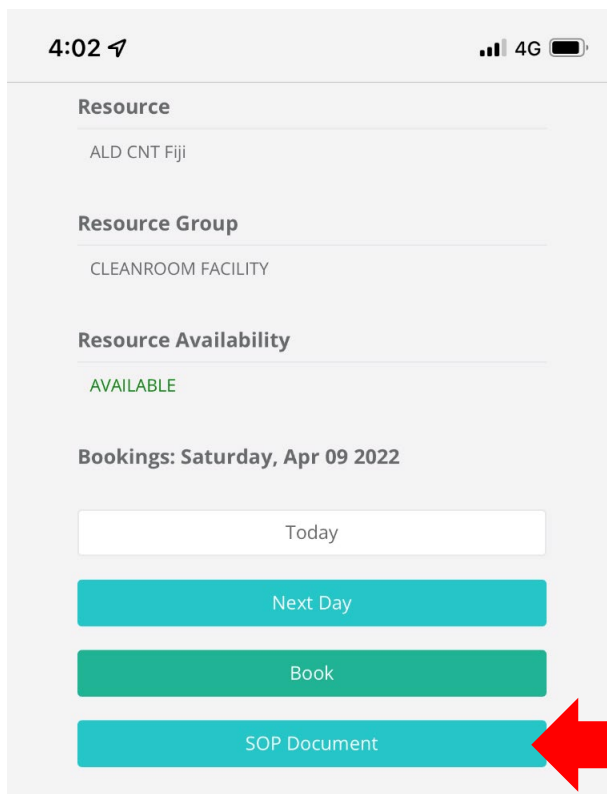 4:02 4G
Resource
ALD CNT Fiji
Resource Group
CLEANROOM FACILITY
Resource Availability
AVAILABLE
Bookings: Saturday, Apr 09 2022
Today
Next Day
Book
SOP Document